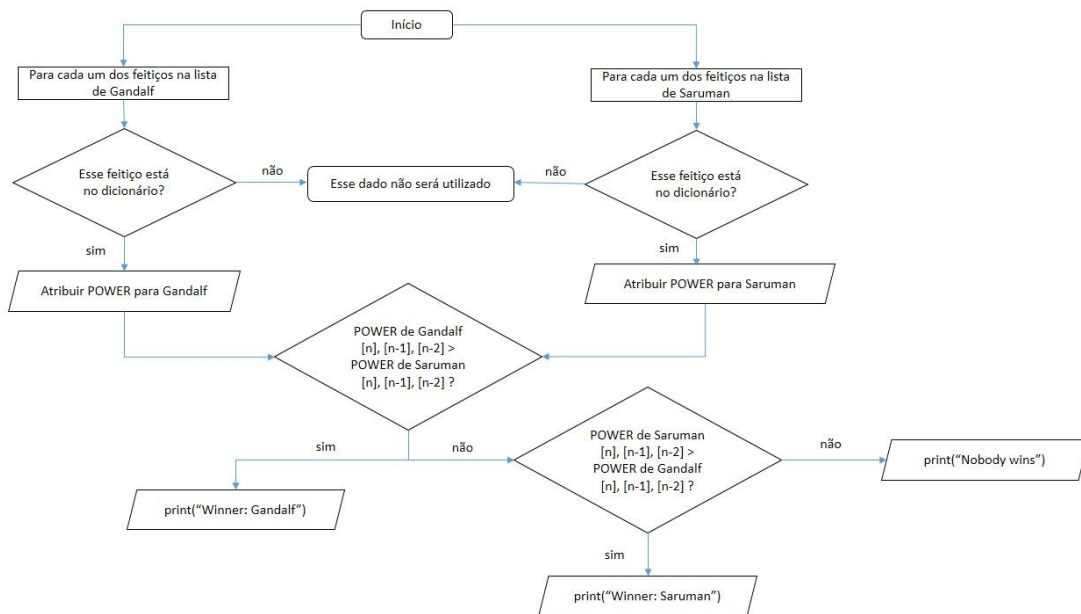 Início
Para cada um dos feitiços na lista
de Gandalf
Para cada um dos feitiços na lista
de Saruman
Esse feitiço está
no dicionário?
não
Esse dado não será utilizado
não
Esse feitiço está
no dicionário?
sim
sim
Atribuir POWER para Gandalf
Atribuir POWER para Saruman
POWER de Gandalf
[n], [n-1], [n-2] >
POWER de Saruman
[n], [n-1], [n-2] ?
sim
não
POWER de Saruman
[n], [n-1], [n-2] >
POWER de Gandalf
[n], [n-1], [n-2] ?
não
print(“Nobody wins”)
print(“Winner: Gandalf”)
sim
print(“Winner: Saruman”)